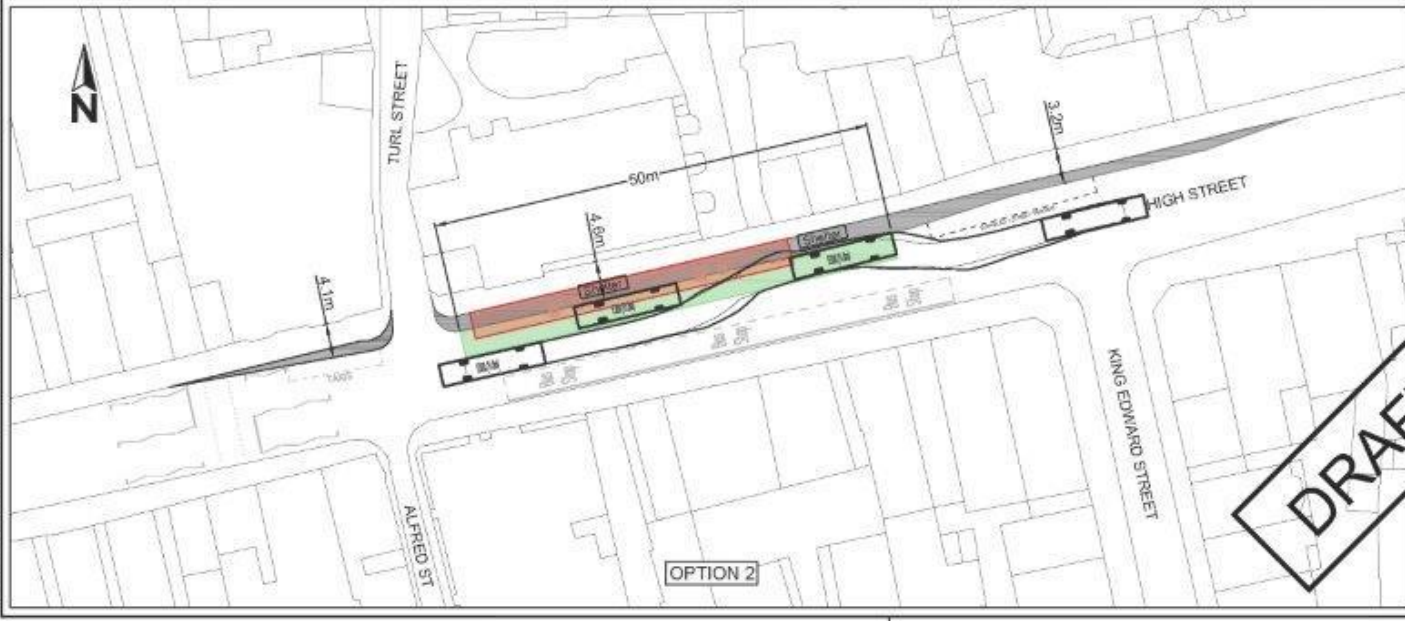 N
TURL STREET
50m
3.2m
4.6m
4.1m
HIGH STREET
Shelter
Shelter
TAXIS
KING EDWARD STREET
ALFRED ST
OPTION 2
DRAF